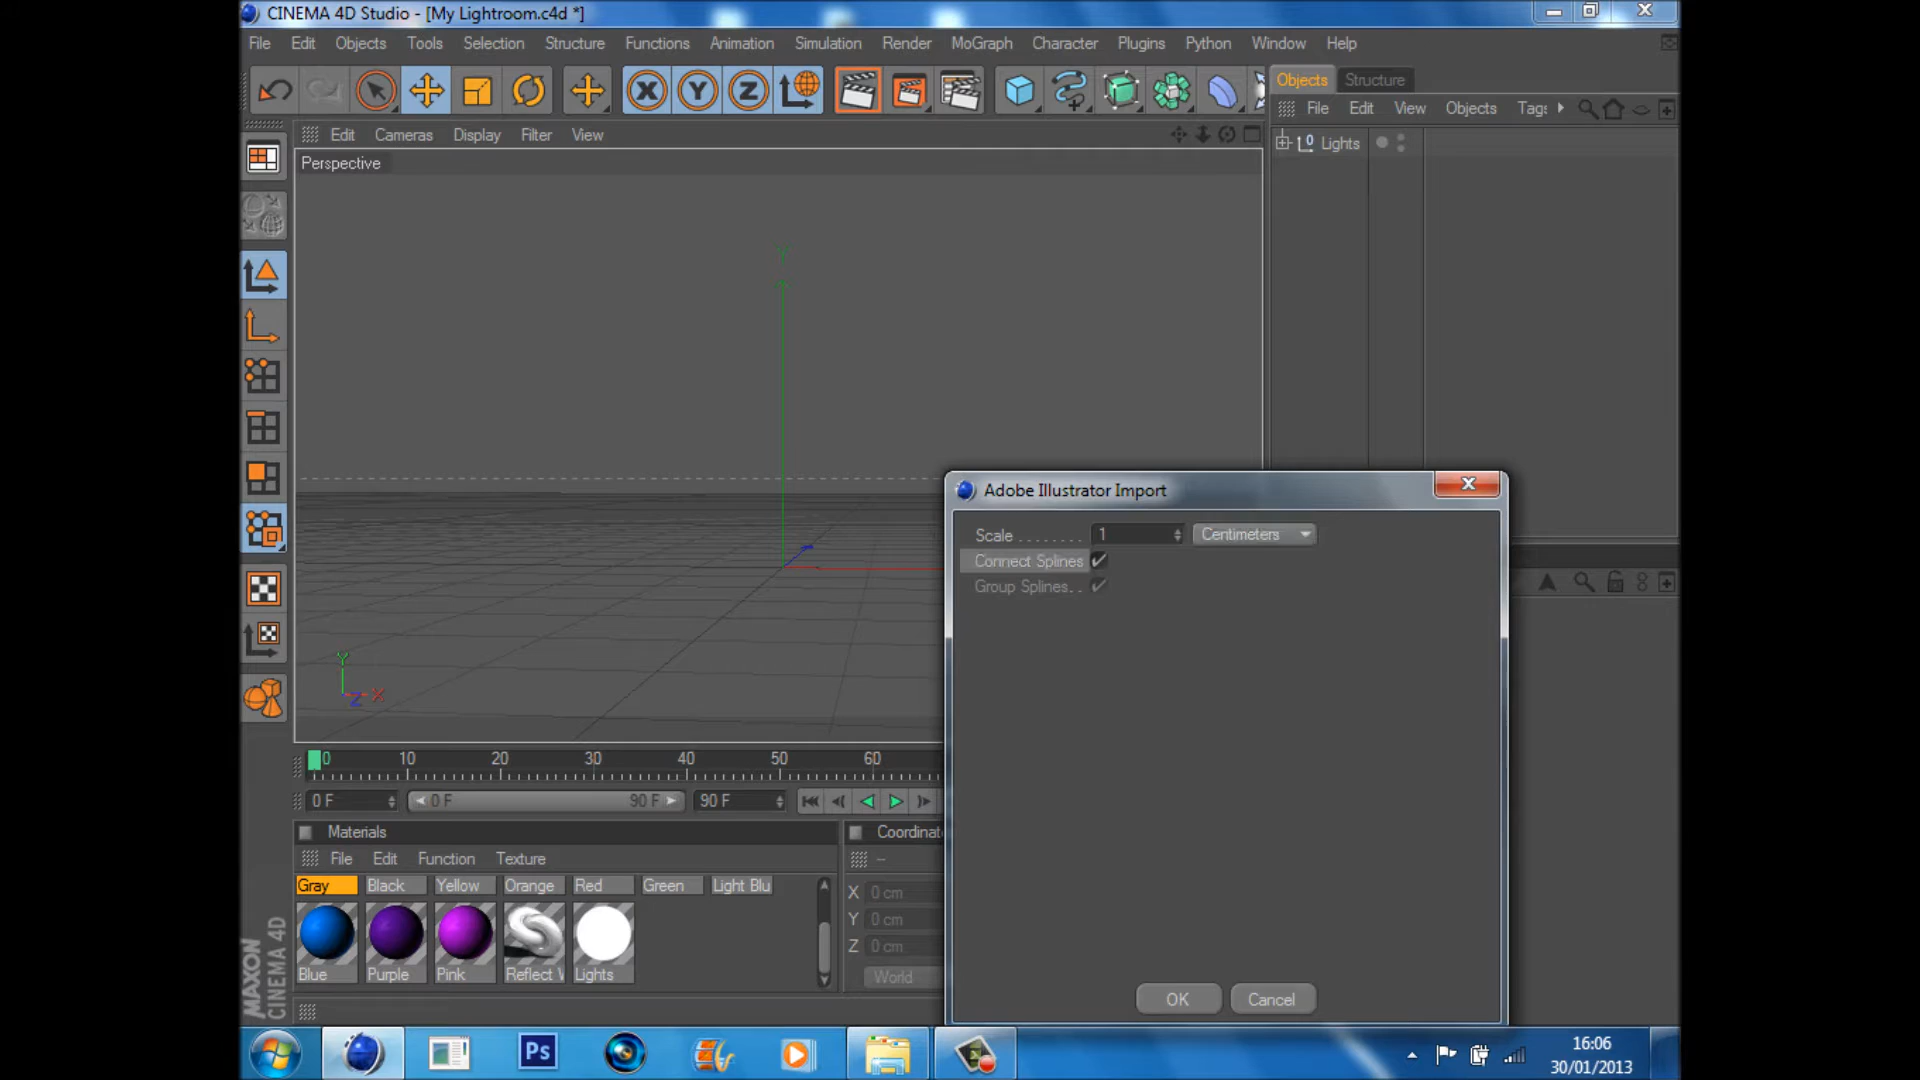 CINEMA 4D Studio - [My Lightroom.c4d *]
File Edit Objects Tools Selection Structure Functions Animation Simulation Render MoGraph Character Plugins Python Window Help
X Y Z
Objects Structure
File Edit View Objects Tags
Edit Cameras Display Filter View
0 Lights
Perspective
Y
Adobe Illustrator Import
Scale ........ 1 Centimeters
Connect Splines
Group Splines. .
Y
Z X
0 10 20 30 40 50 60
0 F 0 F 90 F 90 F
Materials
Coordinat
File Edit Function Texture
--
Gray Black Yellow Orange Red Green Light Blu
X 0 cm
Y 0 cm
Z 0 cm
Blue Purple Pink Reflect Lights
World
MAXON
CINEMA 4D
OK Cancel
Ps
16:06
30/01/2013